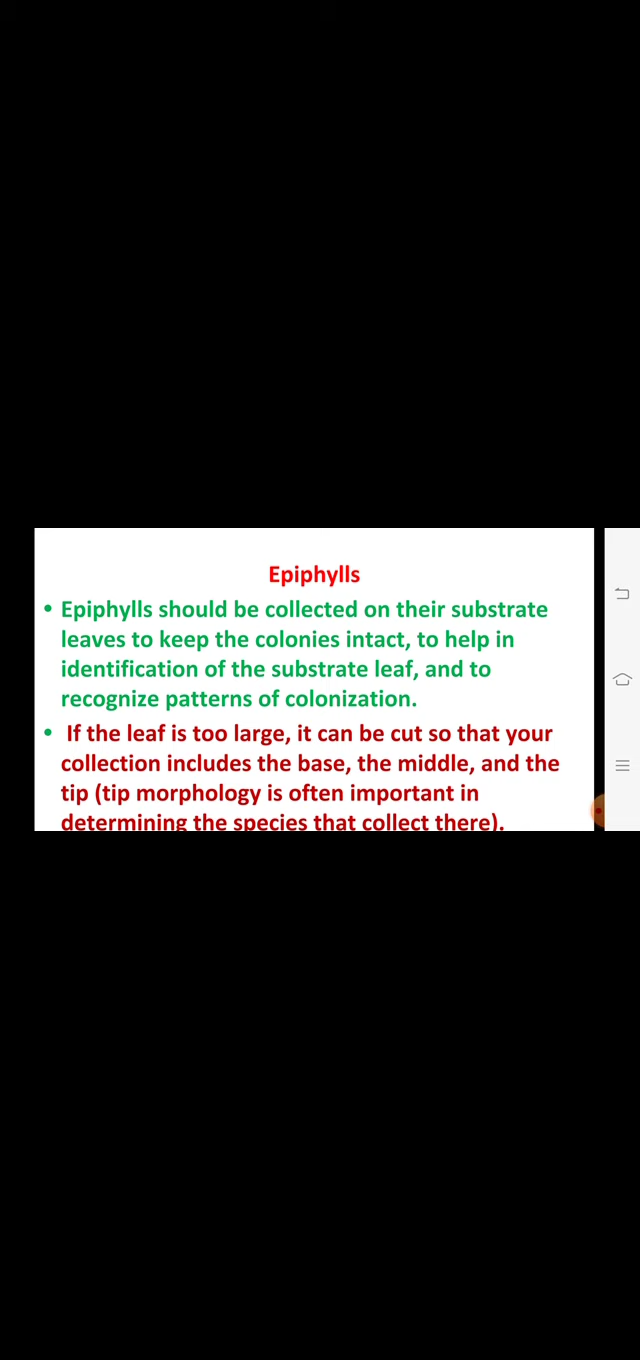 Epiphylls
• Epiphylls should be collected on their substrate
leaves to keep the colonies intact, to help in
identification of the substrate leaf, and to
recognize patterns of colonization.
• If the leaf is too large, it can be cut so that your
collection includes the base, the middle, and the
tip (tip morphology is often important in
determining the species that collect there).